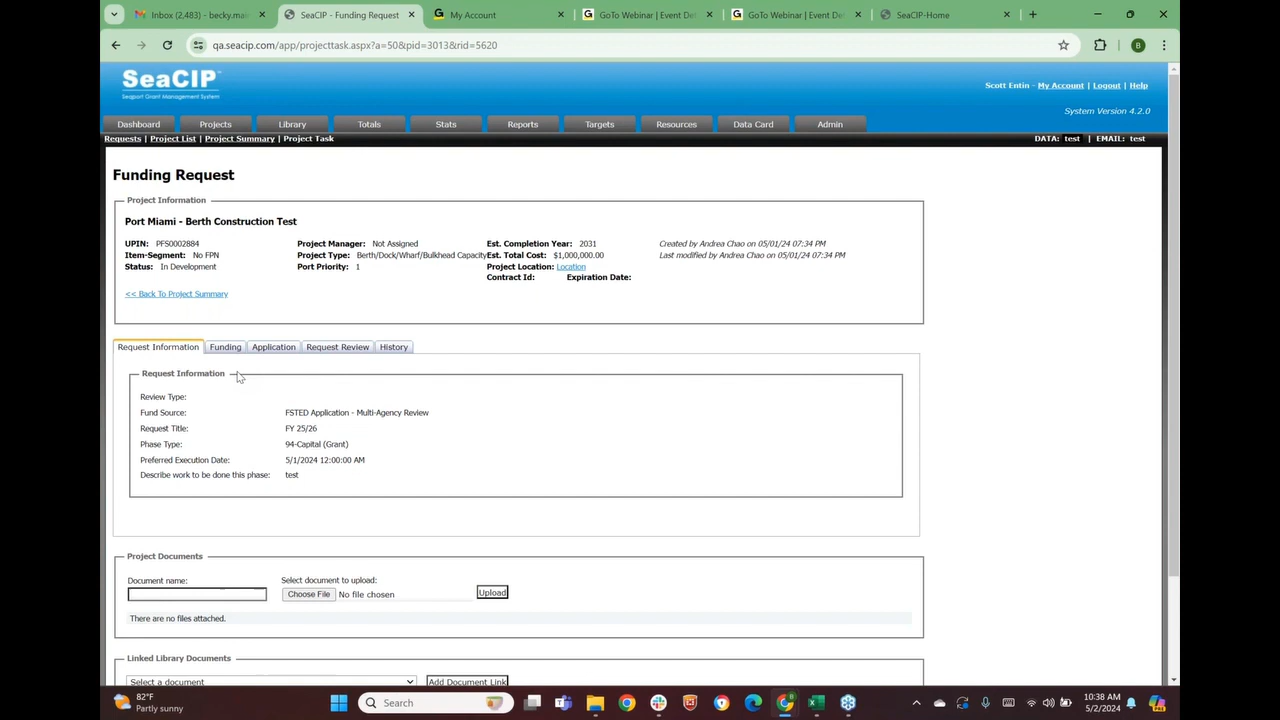 Inbox (2,483) - becky.mai
SeaCIP - Funding Request
My Account
GoTo Webinar | Event Det
GoTo Webinar | Event Det
SeaCIP-Home
qa.seacip.com/app/projecttask.aspx?a=50&pid=3013&rid=5620
B
SeaCIP
Seaport Grant Management System
Scott Entin - My Account | Logout | Help
System Version 4.2.0
Dashboard Projects Library Totals Stats Reports Targets Resources Data Card Admin
Requests | Project List | Project Summary | Project Task
DATA: test | EMAIL: test
Funding Request
Project Information
Port Miami - Berth Construction Test
UPIN: PFS0002884 Project Manager: Not Assigned Est. Completion Year: 2031 Created by Andrea Chao on 05/01/24 07:34 PM
Item-Segment: No FPN Project Type: Berth/Dock/Wharf/Bulkhead Capacity Est. Total Cost: $1,000,000.00 Last modified by Andrea Chao on 05/01/24 07:34 PM
Status: In Development Port Priority: 1 Project Location: Location
Contract Id: Expiration Date:
<< Back To Project Summary
Request Information Funding Application Request Review History
Request Information
Review Type:
Fund Source: FSTED Application - Multi-Agency Review
Request Title: FY 25/26
Phase Type: 94-Capital (Grant)
Preferred Execution Date: 5/1/2024 12:00:00 AM
Describe work to be done this phase: test
Project Documents
Document name: Select document to upload:
Choose File No file chosen Upload
There are no files attached.
Linked Library Documents
Select a document Add Document Link
82°F
Partly sunny
Search
10:38 AM
5/2/2024